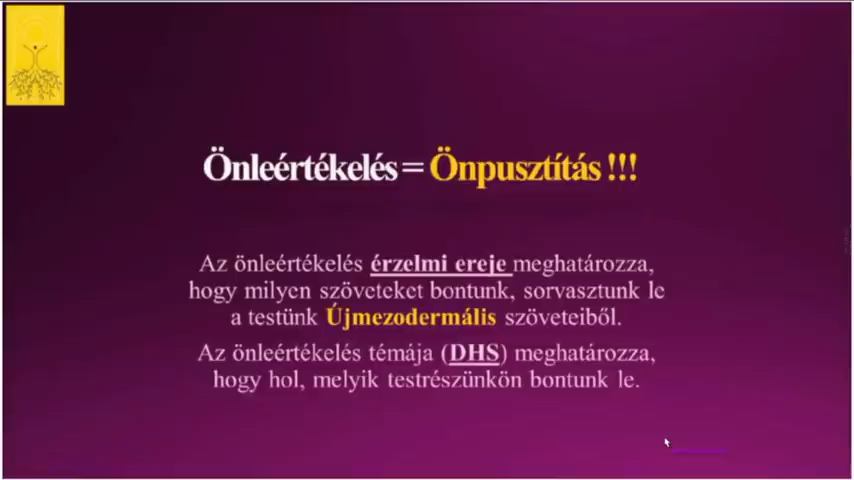 Önleértékelés = Önpusztítás !!!
Az önleértékelés érzelmi ereje meghatározza,
hogy milyen szöveteket bontunk, sorvasztunk le
a testünk Újmezodermális szöveteiből.
Az önleértékelés témája (DHS) meghatározza,
hogy hol, melyik testrészünkön bontunk le.